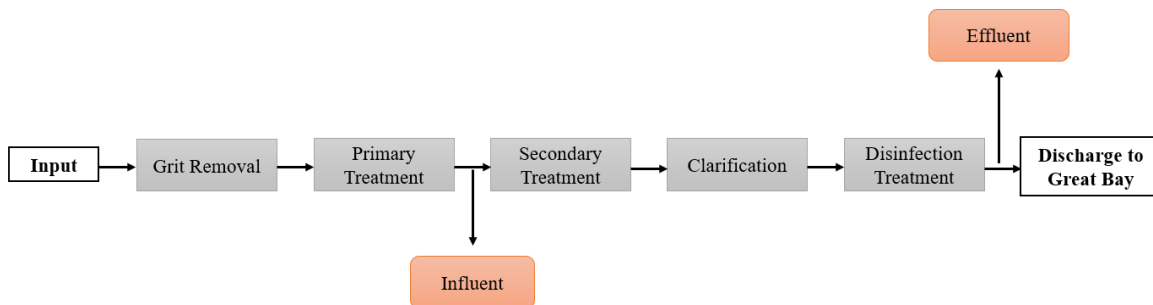 Effluent
Input
Grit Removal
Primary
Treatment
Secondary
Treatment
Clarification
Disinfection
Treatment
Discharge to
Great Bay
Influent